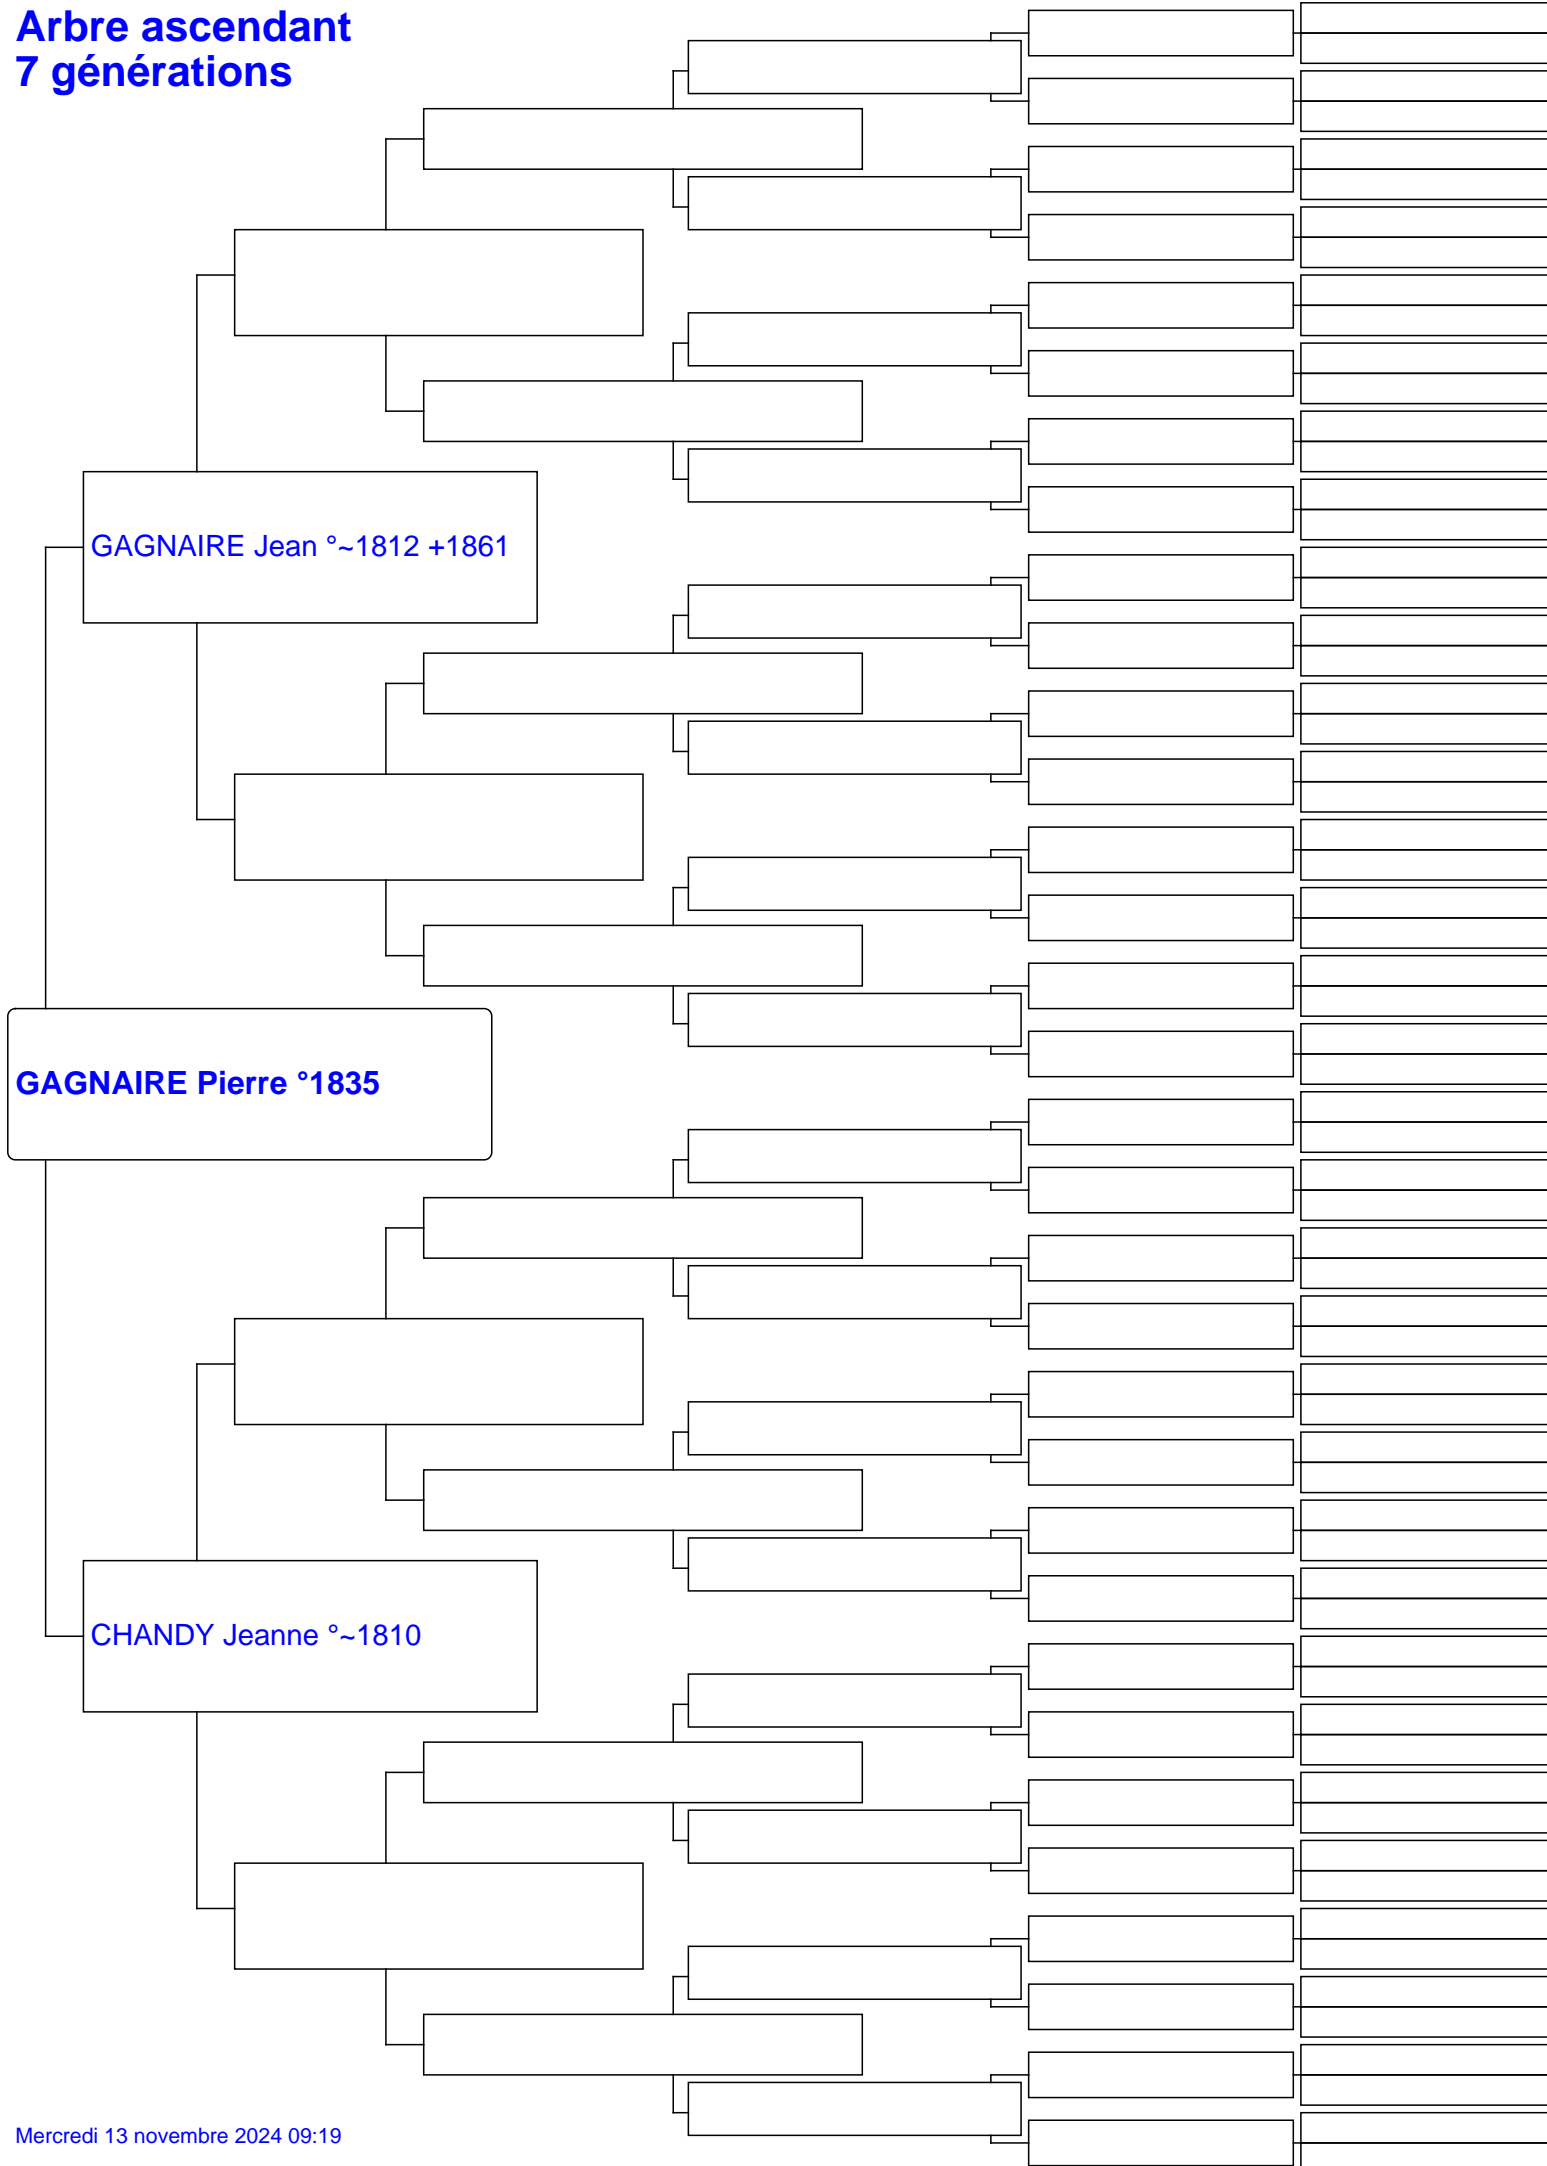 Arbre ascendant
7 générations
GAGNAIRE Jean °~1812 +1861
GAGNAIRE Pierre °1835
CHANDY Jeanne °~1810
Mercredi 13 novembre 2024 09:19